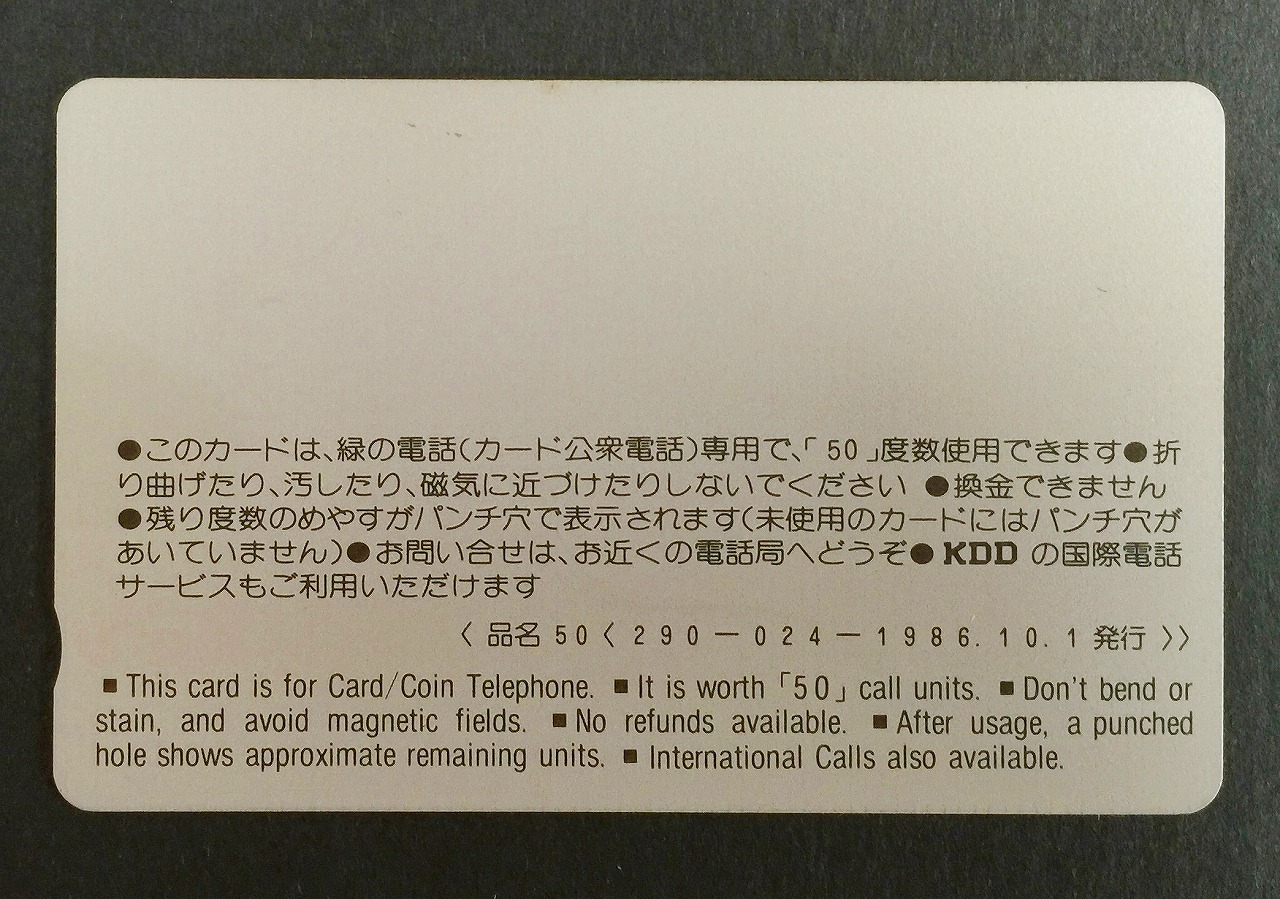 ●このカードは、緑の電話(カード公衆電話)専用で、「50」度数使用できます●折
り曲げたり、汚したり、磁気に近づけたりしないでください ●換金できません
●残り度数のめやすがパンチ穴で表示されます(未使用のカードにはパンチ穴が
あいていません)●お問い合せは、お近くの電話局へどうぞ● KDD の国際電話
サービスもご利用いただけます
〈 品名 50〈 290－024－1986.10.1 発行 〉〉
■This card is for Card/Coin Telephone. ■It is worth「50」call units. ■Don't bend or
stain, and avoid magnetic fields. ■No refunds available. ■After usage, a punched
hole shows approximate remaining units. ■ International Calls also available.